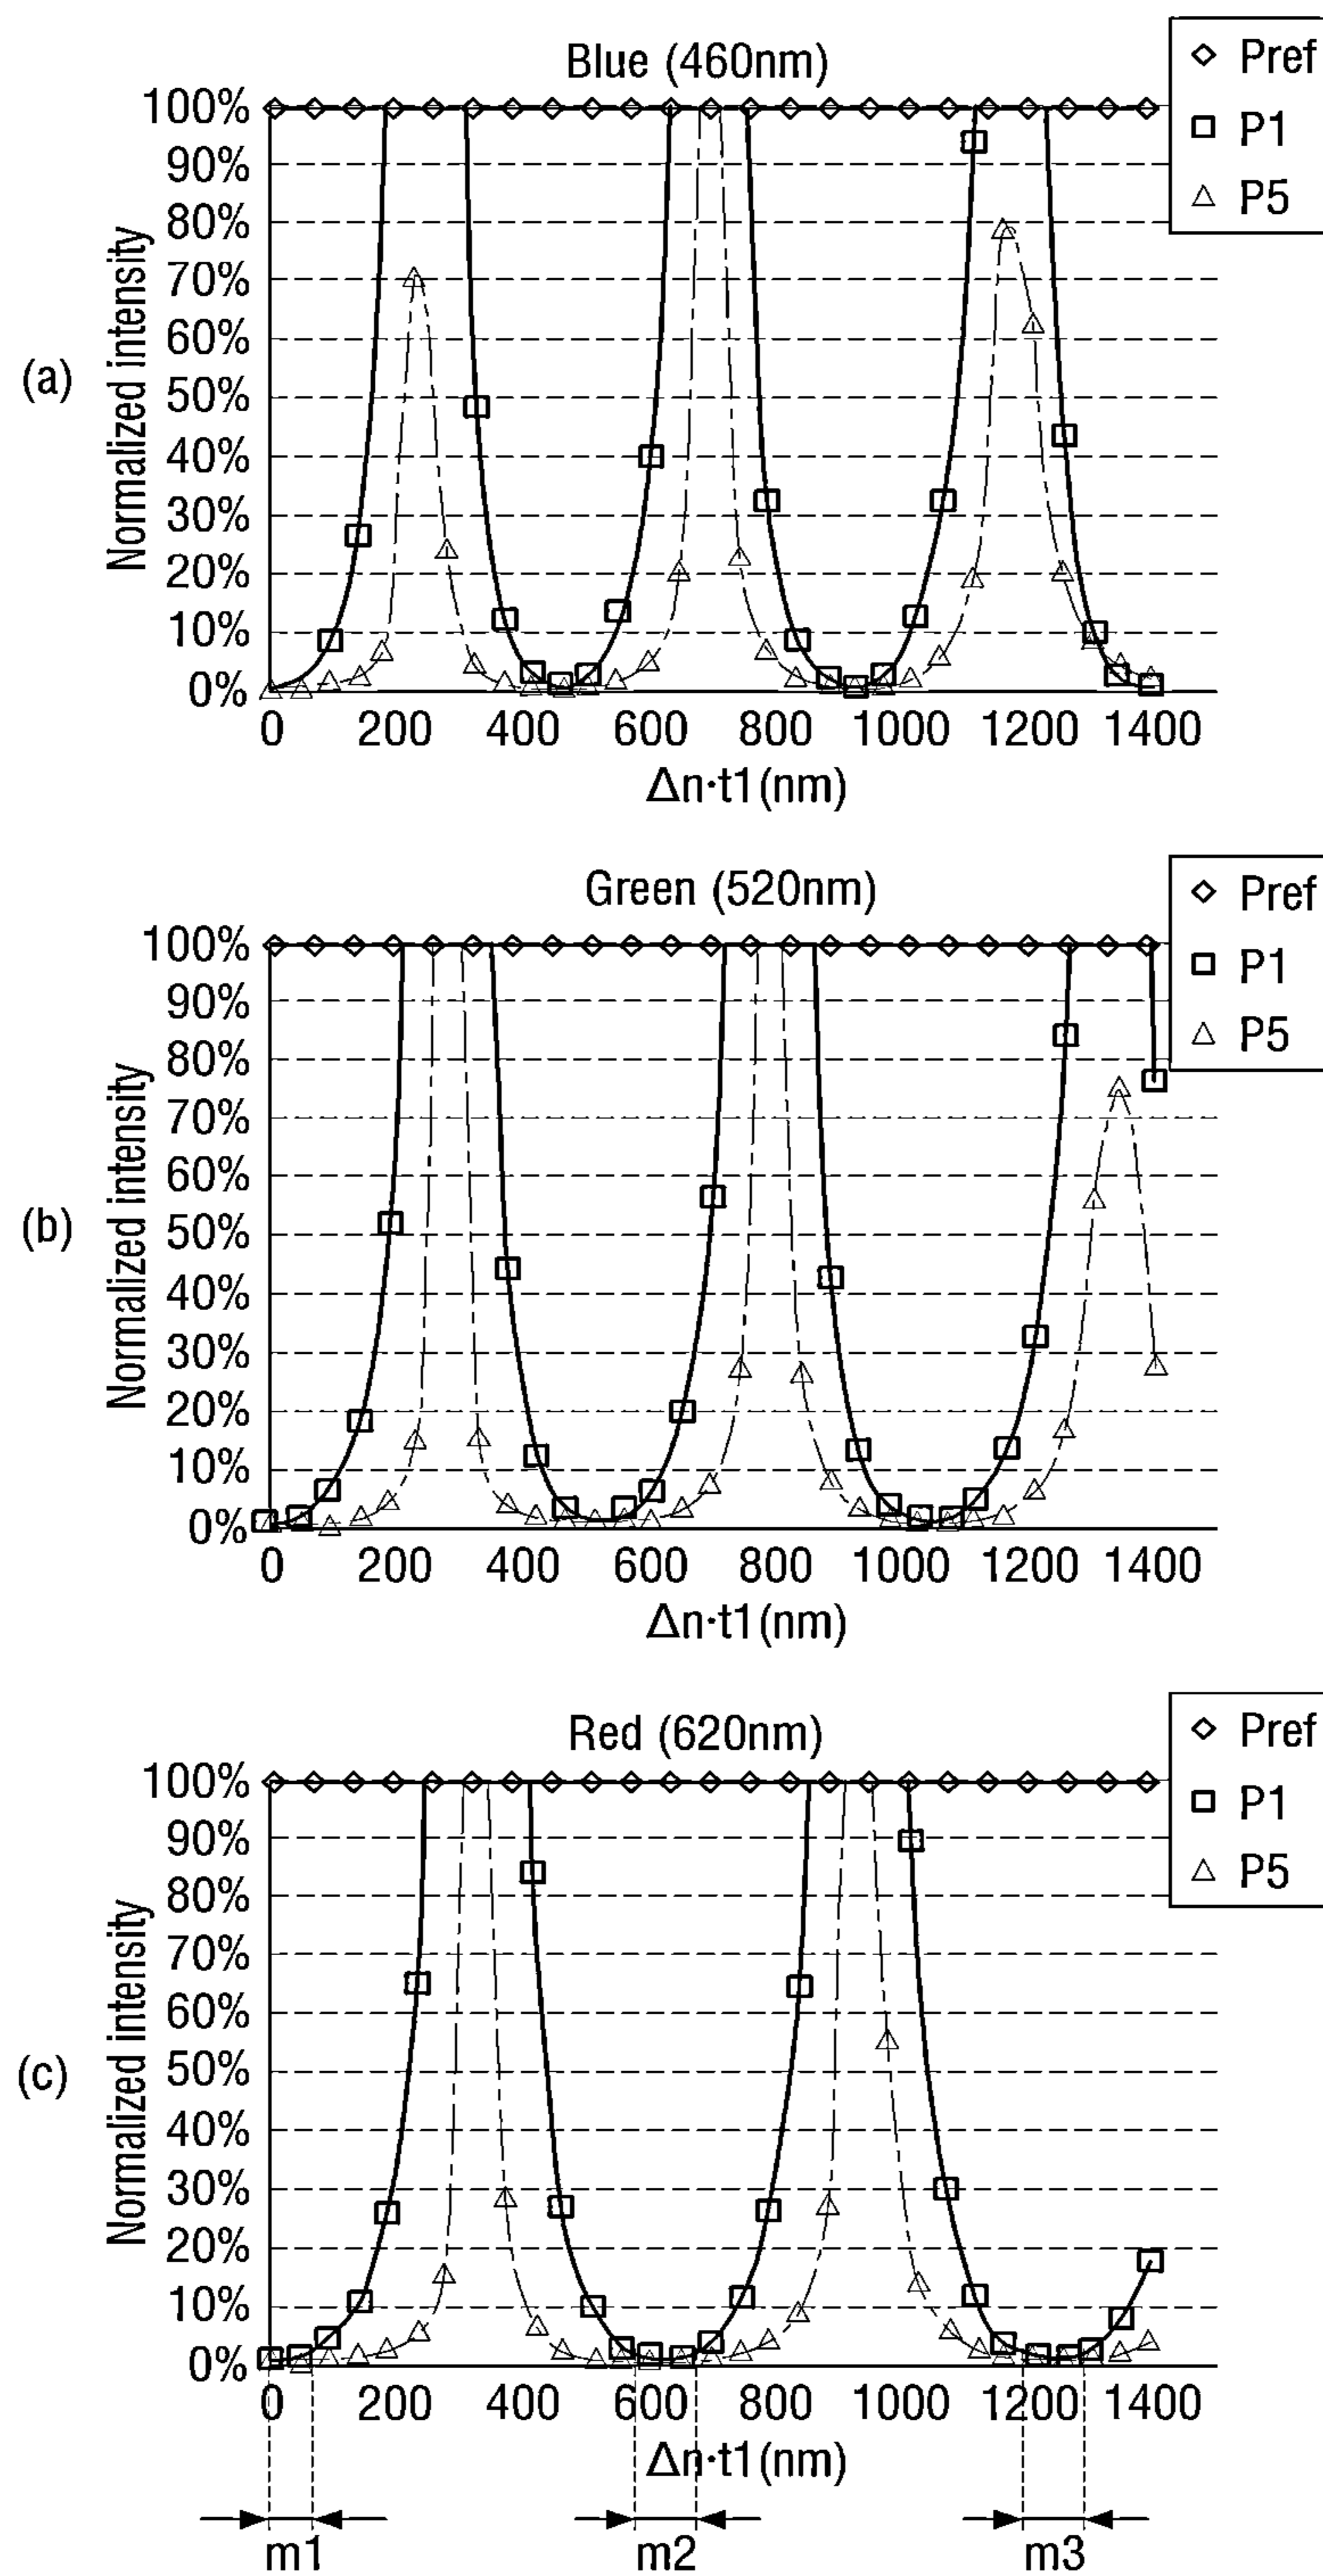 Blue (460nm)
Pref
P1
P5
100%
90%
80%
70%
60%
50%
40%
30%
20%
10%
0%
Normalized intensity
(a)
0 200 400 600 800 1000 1200 1400
Δn·t1(nm)
Green (520nm)
Pref
P1
P5
100%
90%
80%
70%
60%
50%
40%
30%
20%
10%
0%
Normalized intensity
(b)
0 200 400 600 800 1000 1200 1400
Δn·t1(nm)
Red (620nm)
Pref
P1
P5
100%
90%
80%
70%
60%
50%
40%
30%
20%
10%
0%
Normalized intensity
(c)
0 200 400 600 800 1000 1200 1400
Δn·t1(nm)
m1 m2 m3